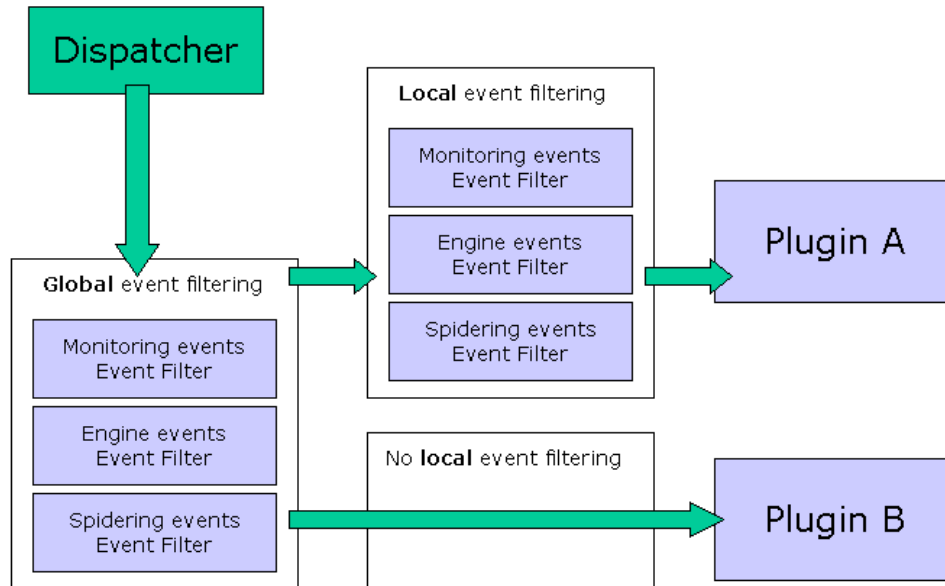 Dispatcher
Global event filtering
Monitoring events
Event Filter
Engine events
Event Filter
Spidering events
Event Filter
Local event filtering
Monitoring events
Event Filter
Engine events
Event Filter
Spidering events
Event Filter
Plugin A
No local event filtering
Plugin B